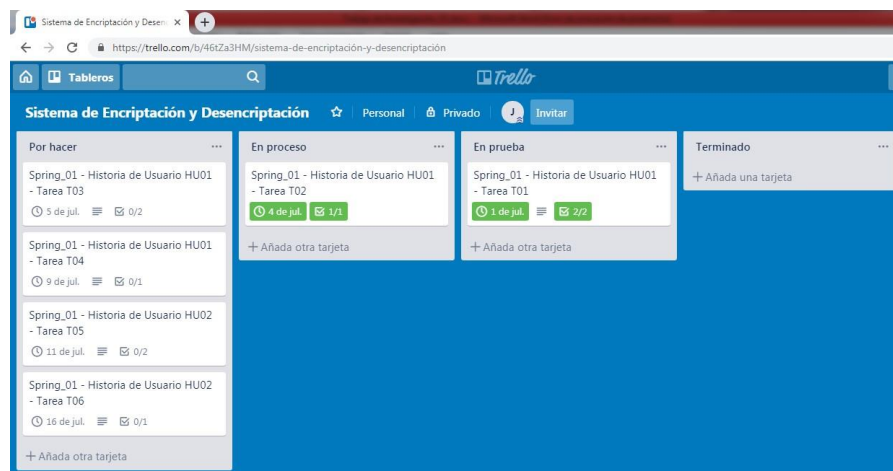 Sistema de Encriptación y Desen
https://trello.com/b/46tZa3HM/sistema-de-encriptación-y-desencriptación
Tableros
Trello
Sistema de Encriptación y Desencriptación
Personal
Privado
J
Invitar
Por hacer
Spring_01 - Historia de Usuario HU01
- Tarea T03
5 de jul.
0/2
Spring_01 - Historia de Usuario HU01
- Tarea T04
9 de jul.
0/1
Spring_01 - Historia de Usuario HU02
- Tarea T05
11 de jul.
0/2
Spring_01 - Historia de Usuario HU02
- Tarea T06
16 de jul.
0/1
+ Añada otra tarjeta
En proceso
Spring_01 - Historia de Usuario HU01
- Tarea T02
4 de jul.
1/1
+ Añada otra tarjeta
En prueba
Spring_01 - Historia de Usuario HU01
- Tarea T01
1 de jul.
2/2
+ Añada otra tarjeta
Terminado
+ Añada una tarjeta